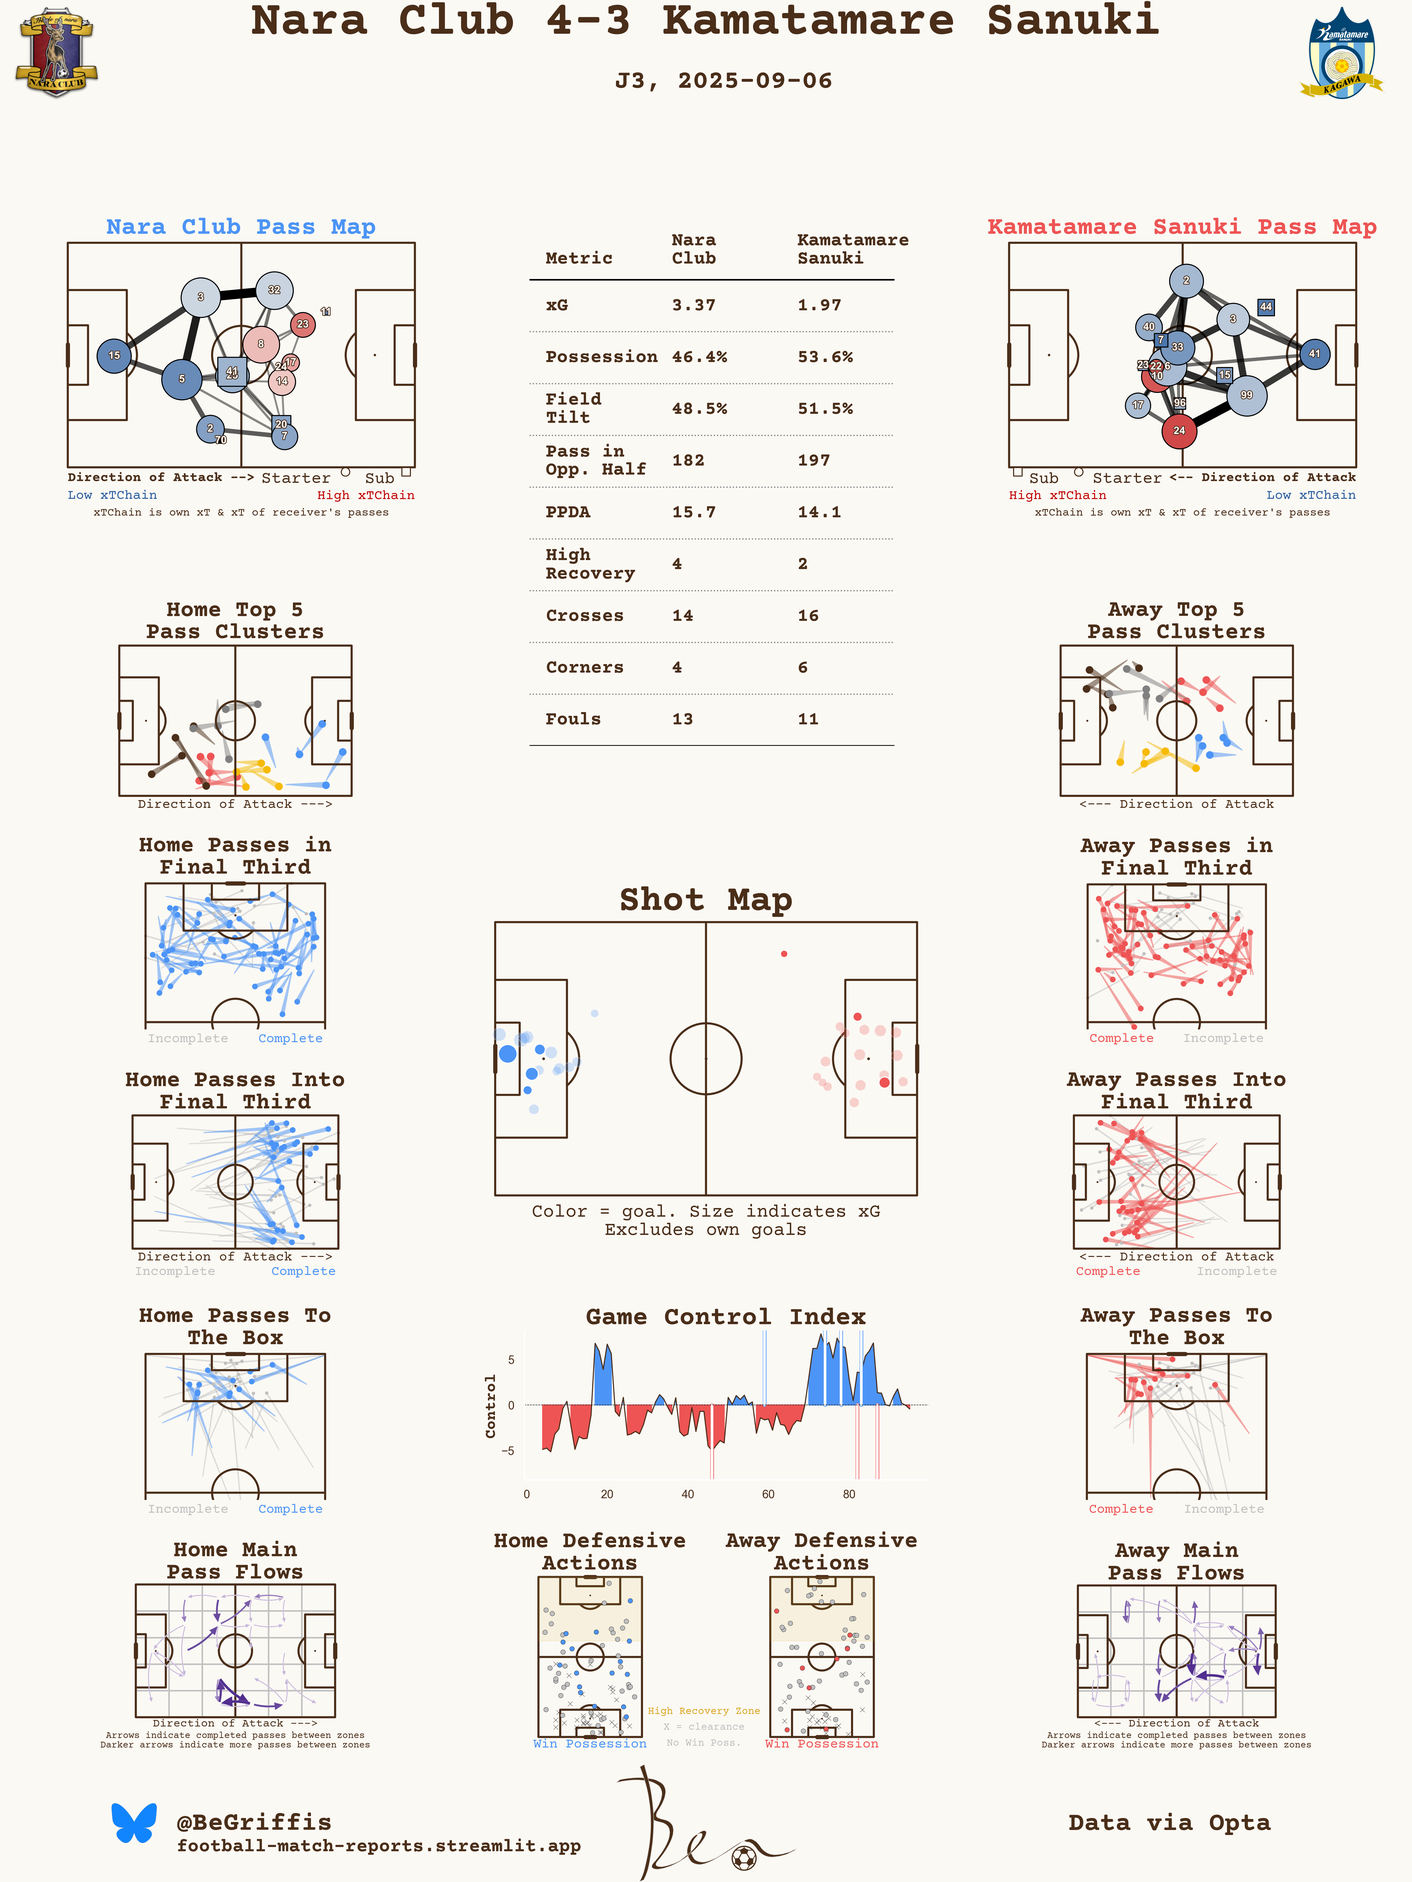 Nara Club 4-3 Kamatamare Sanuki
J3, 2025-09-06
NARA CLUB
Kamatamare
SANUKI
KAGAWA
Nara Club Pass Map
15
3
32
11
23
8
17
24
14
41
5
2
70
20
7
Direction of Attack --> Starter Sub
Low xTChain High xTChain
xTChain is own xT & xT of receiver's passes
Metric Nara Club Kamatamare Sanuki
xG 3.37 1.97
Possession 46.4% 53.6%
Field Tilt 48.5% 51.5%
Pass in Opp. Half 182 197
PPDA 15.7 14.1
High Recovery 4 2
Crosses 14 16
Corners 4 6
Fouls 13 11
Kamatamare Sanuki Pass Map
2
44
3
40
7
33
41
23
22
6
10
15
99
17
96
24
Sub Starter <-- Direction of Attack
High xTChain Low xTChain
xTChain is own xT & xT of receiver's passes
Home Top 5
Pass Clusters
Direction of Attack --->
Away Top 5
Pass Clusters
<--- Direction of Attack
Home Passes in
Final Third
Incomplete Complete
Away Passes in
Final Third
Complete Incomplete
Shot Map
Color = goal. Size indicates xG
Excludes own goals
Home Passes Into
Final Third
Direction of Attack --->
Incomplete Complete
Away Passes Into
Final Third
<--- Direction of Attack
Complete Incomplete
Home Passes To
The Box
Incomplete Complete
Game Control Index
Control
5
0
−5
0 20 40 60 80
Away Passes To
The Box
Complete Incomplete
Home Main
Pass Flows
Direction of Attack --->
Arrows indicate completed passes between zones
Darker arrows indicate more passes between zones
Home Defensive
Actions
Win Possession
Away Defensive
Actions
Win Possession
High Recovery Zone
X = clearance
No Win Poss.
Away Main
Pass Flows
<--- Direction of Attack
Arrows indicate completed passes between zones
Darker arrows indicate more passes between zones
@BeGriffis
football-match-reports.streamlit.app
Ben
Data via Opta